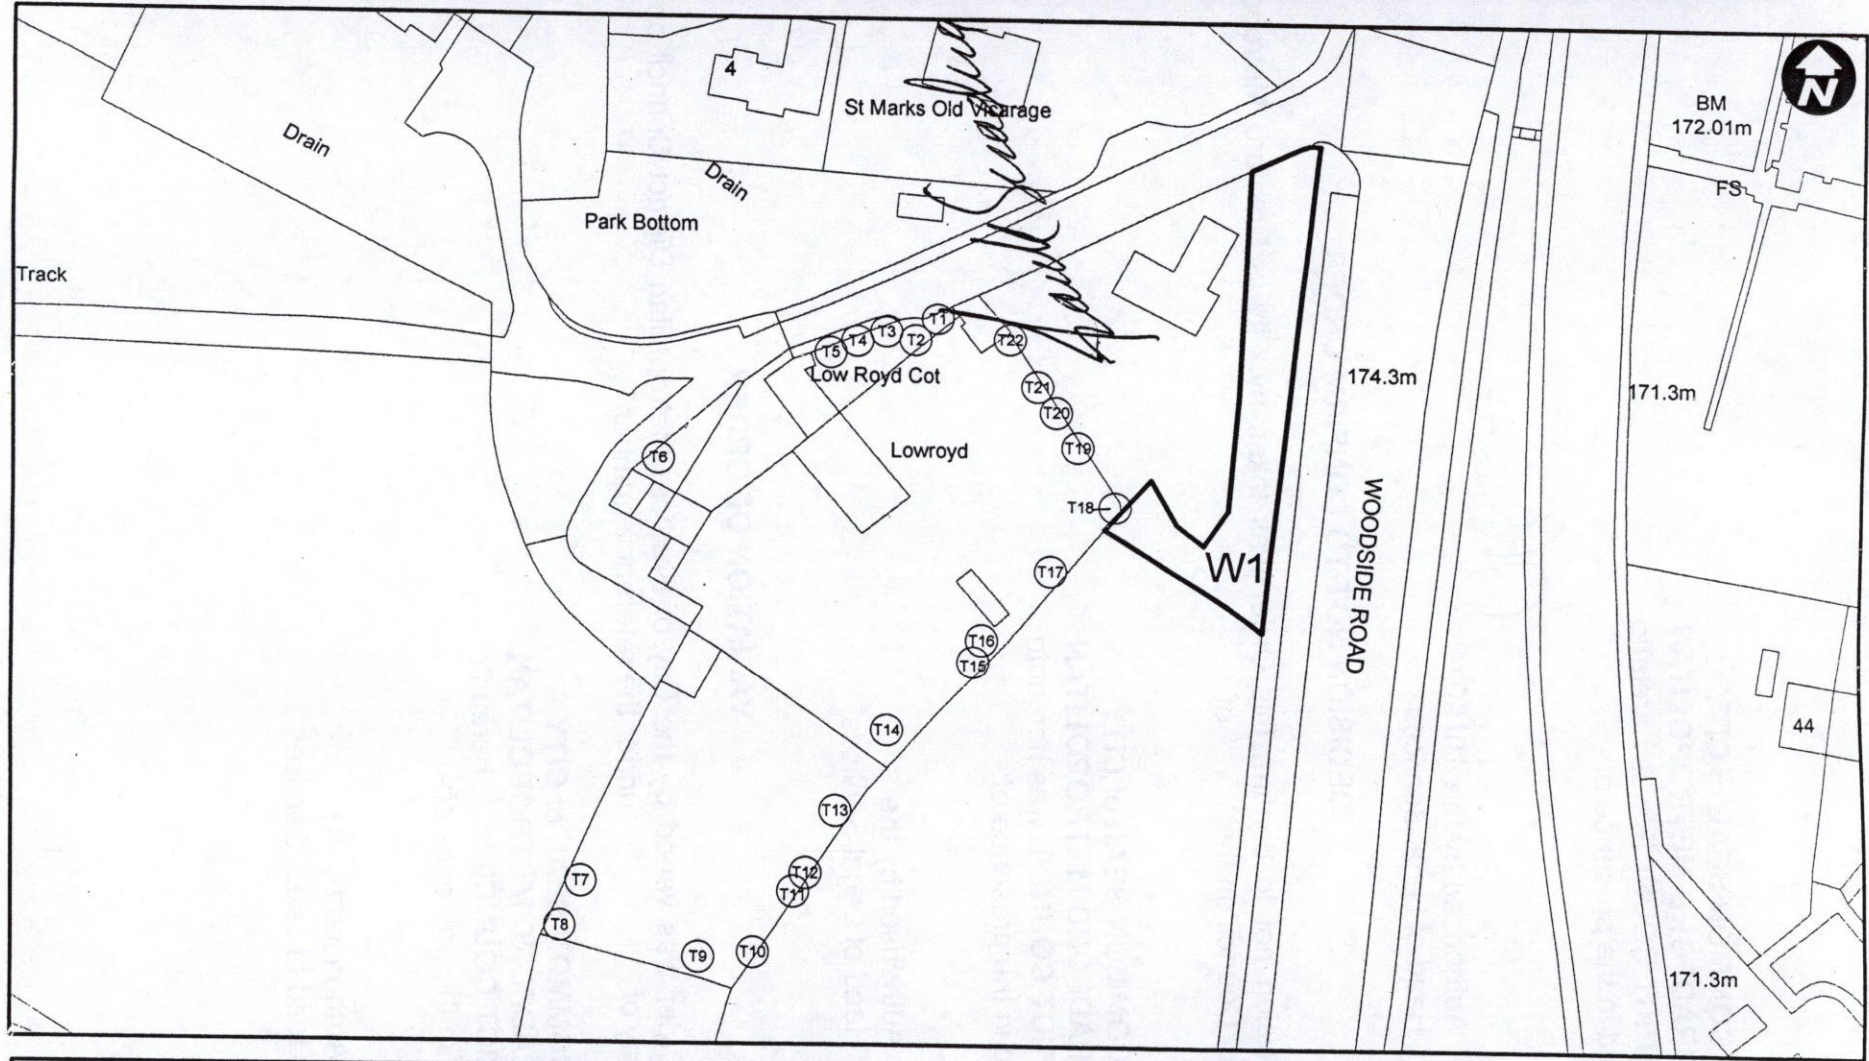 4
St Marks Old Vicarage
BM
172.01m
N
Drain
Drain
FS
Park Bottom
Track
T1
T3
T4
T2
T5
T22
Low Royd Cot
174.3m
171.3m
T21
T20
T19
T6
Lowroyd
T18
WOODSIDE ROAD
W1
T17
T16
T15
T14
44
T13
T12
T11
T7
T8
T10
T9
171.3m